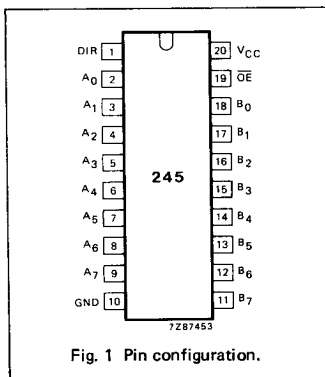 DIR 1 20 VCC
A0 2 19 OE
A1 3 18 B0
A2 4 17 B1
A3 5 16 B2
245
A4 6 15 B3
A5 7 14 B4
A6 8 13 B5
A7 9 12 B6
GND 10 11 B7
7Z87453
Fig. 1 Pin configuration.